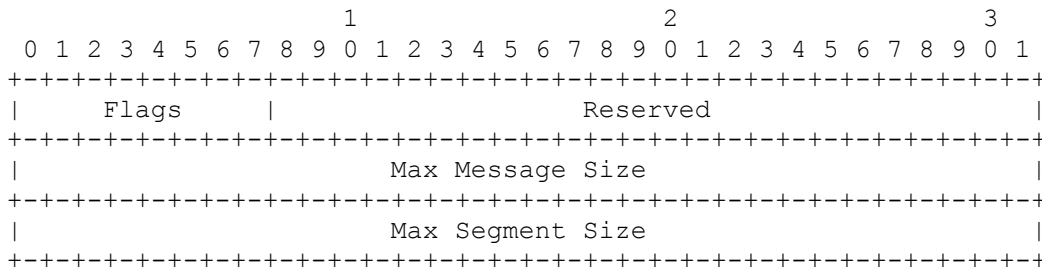 1                   2                   3
 0 1 2 3 4 5 6 7 8 9 0 1 2 3 4 5 6 7 8 9 0 1 2 3 4 5 6 7 8 9 0 1
+-+-+-+-+-+-+-+-+-+-+-+-+-+-+-+-+-+-+-+-+-+-+-+-+-+-+-+-+-+-+-+-+
|     Flags     |                   Reserved                    |
+-+-+-+-+-+-+-+-+-+-+-+-+-+-+-+-+-+-+-+-+-+-+-+-+-+-+-+-+-+-+-+-+
|                       Max Message Size                        |
+-+-+-+-+-+-+-+-+-+-+-+-+-+-+-+-+-+-+-+-+-+-+-+-+-+-+-+-+-+-+-+-+
|                       Max Segment Size                        |
+-+-+-+-+-+-+-+-+-+-+-+-+-+-+-+-+-+-+-+-+-+-+-+-+-+-+-+-+-+-+-+-+